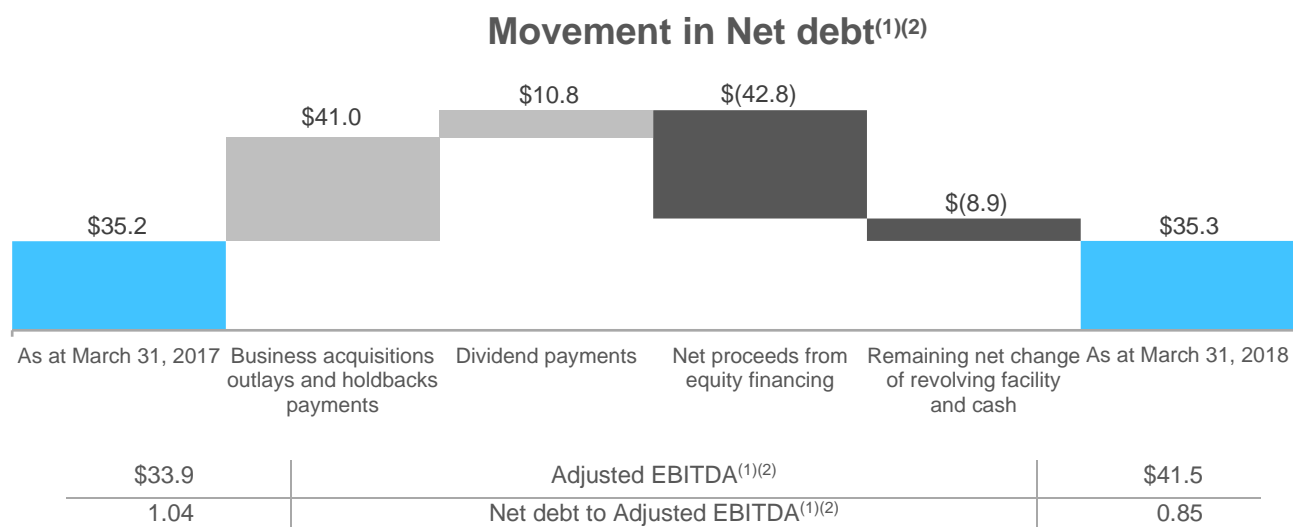 Movement in Net debt(1)(2)
$35.2
$41.0
$10.8
$(42.8)
$(8.9)
$35.3
As at March 31, 2017
Business acquisitions
outlays and holdbacks
payments
Dividend payments
Net proceeds from
equity financing
Remaining net change
of revolving facility
and cash
As at March 31, 2018
$33.9 Adjusted EBITDA(1)(2) $41.5
1.04 Net debt to Adjusted EBITDA(1)(2) 0.85